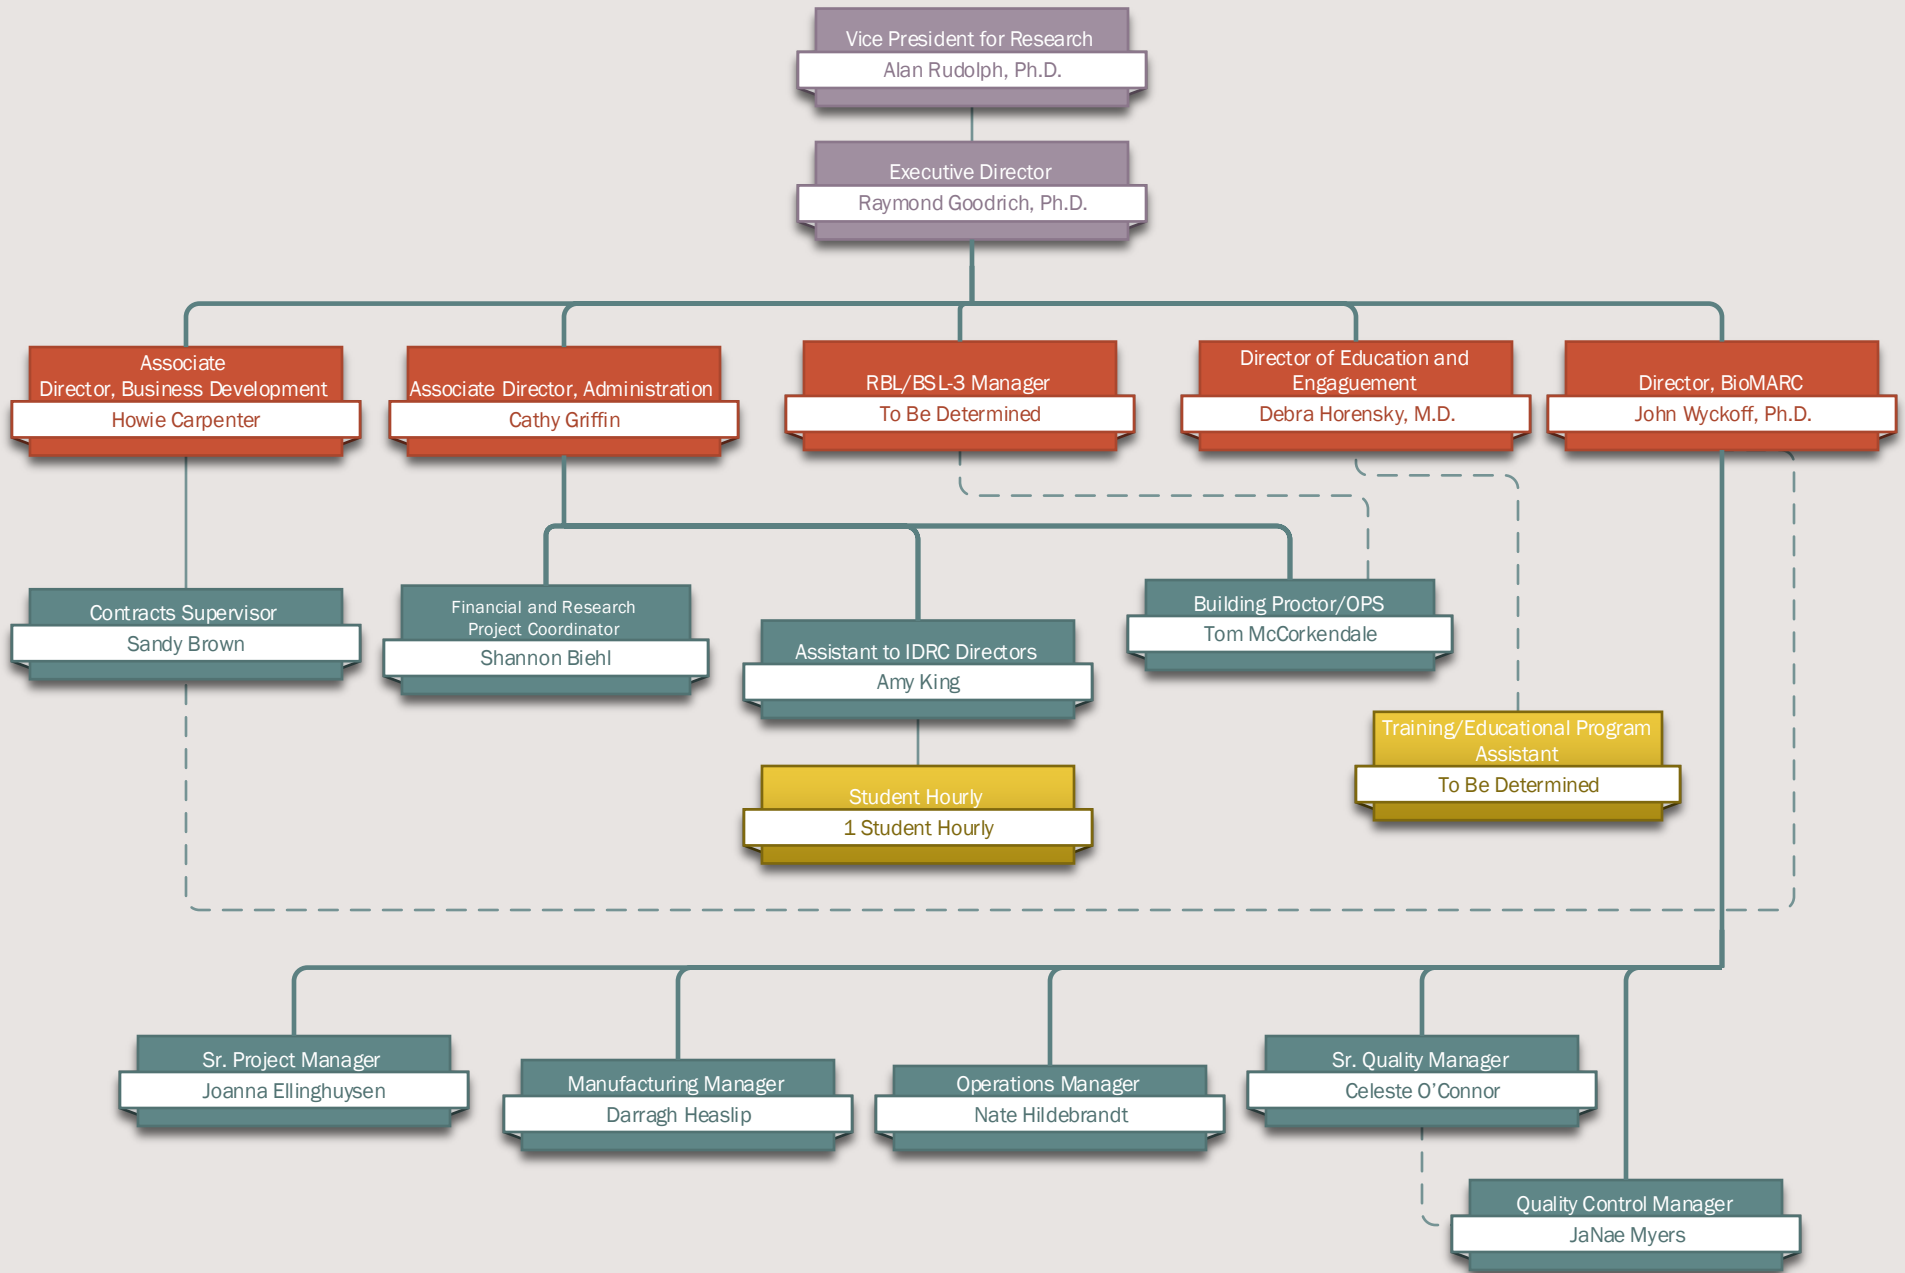 Vice President for Research
Alan Rudolph, Ph.D.
Executive Director
Raymond Goodrich, Ph.D.
Associate
Director, Business Development
Howie Carpenter
Associate Director, Administration
Cathy Griffin
RBL/BSL-3 Manager
To Be Determined
Director of Education and
Engaguement
Debra Horensky, M.D.
Director, BioMARC
John Wyckoff, Ph.D.
Contracts Supervisor
Sandy Brown
Financial and Research
Project Coordinator
Shannon Biehl
Assistant to IDRC Directors
Amy King
Building Proctor/OPS
Tom McCorkendale
Student Hourly
1 Student Hourly
Training/Educational Program
Assistant
To Be Determined
Sr. Project Manager
Joanna Ellinghuysen
Manufacturing Manager
Darragh Heaslip
Operations Manager
Nate Hildebrandt
Sr. Quality Manager
Celeste O’Connor
Quality Control Manager
JaNae Myers